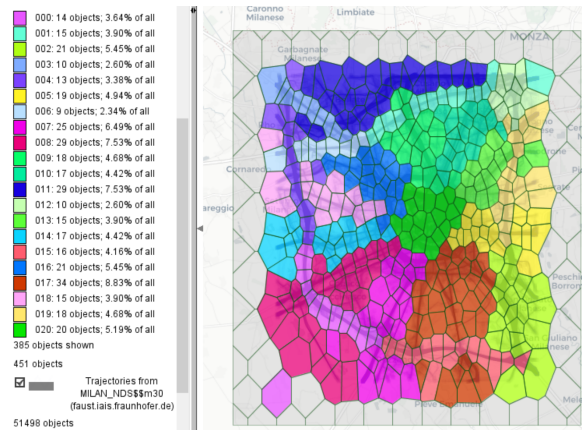 000: 14 objects; 3.64% of all
001: 15 objects; 3.90% of all
002: 21 objects; 5.45% of all
003: 10 objects; 2.60% of all
004: 13 objects; 3.38% of all
005: 19 objects; 4.94% of all
006: 9 objects; 2.34% of all
007: 25 objects; 6.49% of all
008: 29 objects; 7.53% of all
009: 18 objects; 4.68% of all
010: 17 objects; 4.42% of all
011: 29 objects; 7.53% of all
012: 10 objects; 2.60% of all
013: 15 objects; 3.90% of all
014: 17 objects; 4.42% of all
015: 16 objects; 4.16% of all
016: 21 objects; 5.45% of all
017: 34 objects; 8.83% of all
018: 15 objects; 3.90% of all
019: 18 objects; 4.68% of all
020: 20 objects; 5.19% of all
385 objects shown
451 objects
Trajectories from
MILAN_NDS$$m30
(faust.iais.fraunhofer.de)
51498 objects
Caronno
Milanese
Limbiate
MONZA
Garbagnate
Milanese
Cornaredo
areggio
Peschie
Borrom
Giuliano